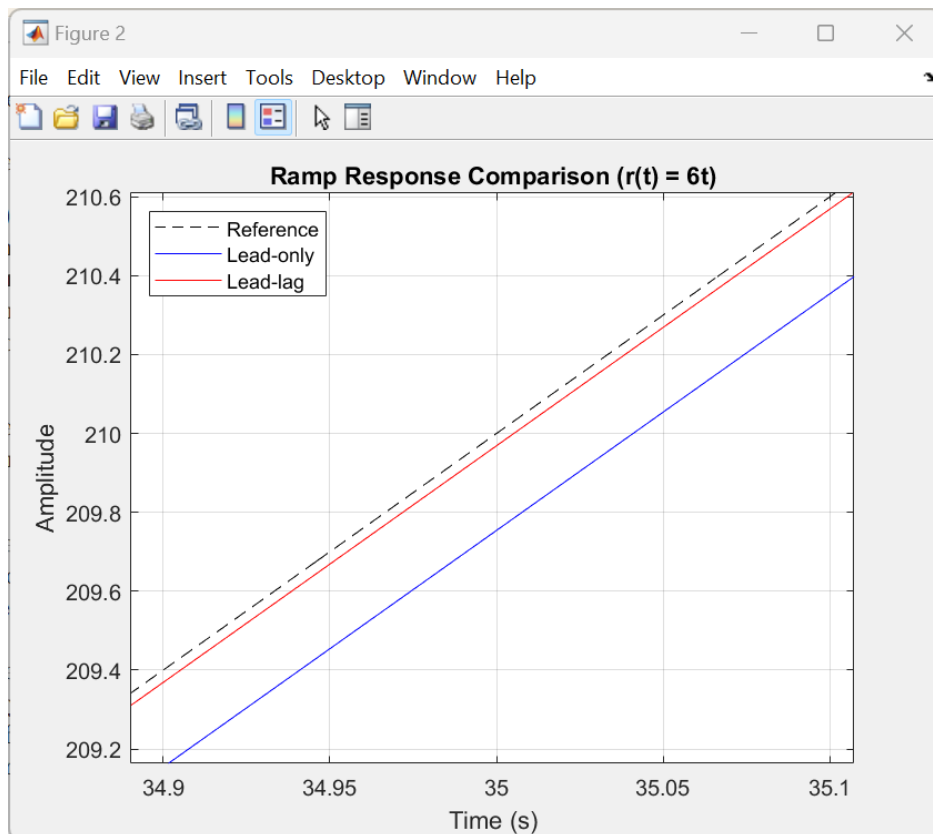 Figure 2
File Edit View Insert Tools Desktop Window Help
Ramp Response Comparison (r(t) = 6t)
Reference
Lead-only
Lead-lag
Amplitude
210.6
210.4
210.2
210
209.8
209.6
209.4
209.2
34.9 34.95 35 35.05 35.1
Time (s)